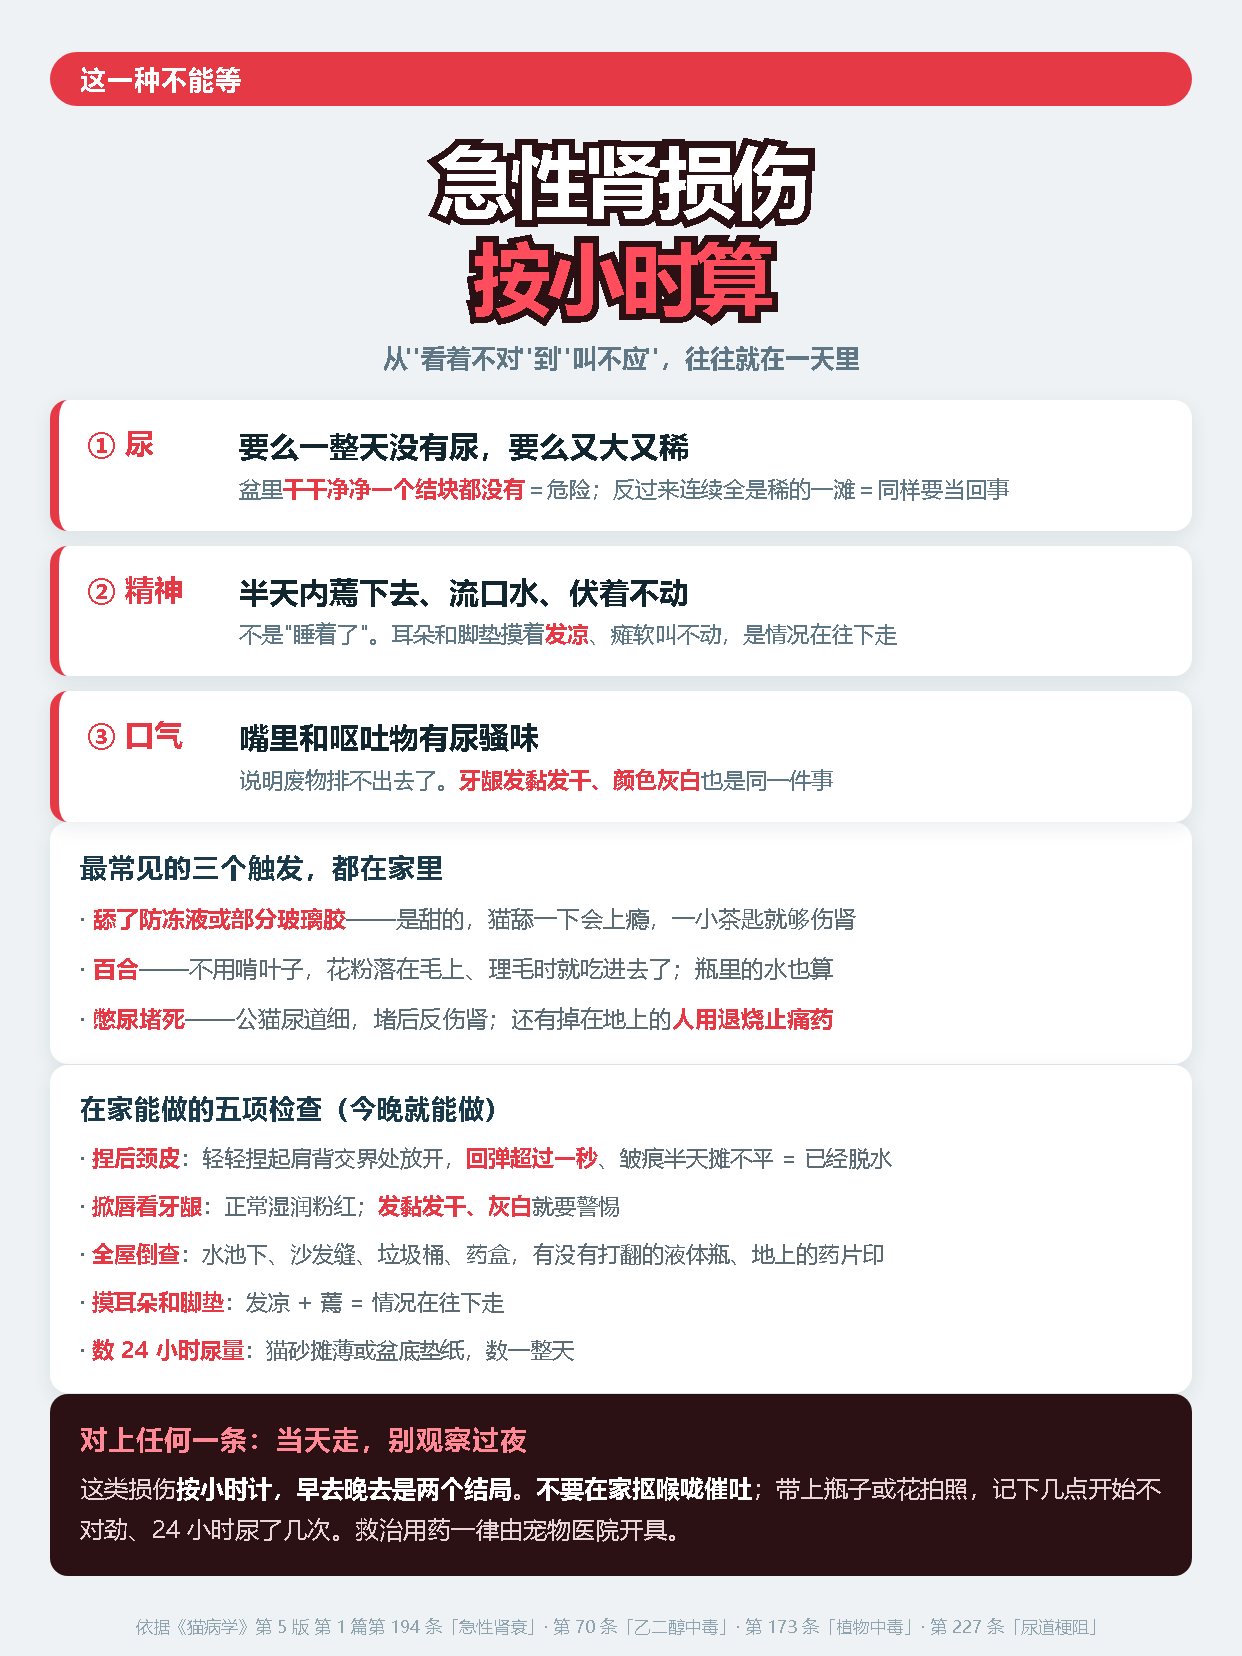 这一种不能等
急性肾损伤
按小时算
从"看着不对"到"叫不应"，往往就在一天里
① 尿
要么一整天没有尿，要么又大又稀
盆里干干净净一个结块都没有 = 危险；反过来连续全是稀的一滩 = 同样要当回事
② 精神
半天内蔫下去、流口水、伏着不动
不是"睡着了"。耳朵和脚垫摸着发凉、瘫软叫不动，是情况在往下走
③ 口气
嘴里和呕吐物有尿骚味
说明废物排不出去了。牙龈发黏发干、颜色灰白也是同一件事
最常见的三个触发，都在家里
· 舔了防冻液或部分玻璃胶——是甜的，猫舔一下会上瘾，一小茶匙就够伤肾
· 百合——不用啃叶子，花粉落在毛上、理毛时就吃进去了；瓶里的水也算
· 憋尿堵死——公猫尿道细，堵后反伤肾；还有掉在地上的人用退烧止痛药
在家能做的五项检查（今晚就能做）
· 捏后颈皮：轻轻捏起肩背交界处放开，回弹超过一秒、皱痕半天摊不平 = 已经脱水
· 掀唇看牙龈：正常湿润粉红；发黏发干、灰白就要警惕
· 全屋倒查：水池下、沙发缝、垃圾桶、药盒，有没有打翻的液体瓶、地上的药片印
· 摸耳朵和脚垫：发凉 + 蔫 = 情况在往下走
· 数 24 小时尿量：猫砂摊薄或盆底垫纸，数一整天
对上任何一条：当天走，别观察过夜
这类损伤按小时计，早去晚去是两个结局。不要在家抠喉咙催吐；带上瓶子或花拍照，记下几点开始不
对劲、24 小时尿了几次。救治用药一律由宠物医院开具。
依据《猫病学》第 5 版 第 1 篇第 194 条「急性肾衰」· 第 70 条「乙二醇中毒」· 第 173 条「植物中毒」· 第 227 条「尿道梗阻」